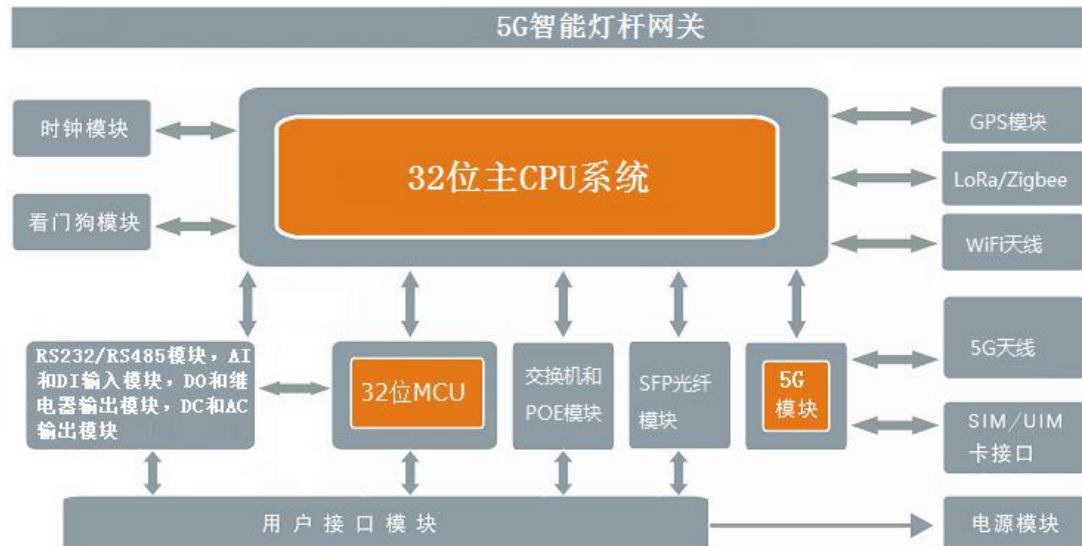 5G智能灯杆网关
时钟模块
GPS模块
32位主CPU系统
LoRa/Zigbee
看门狗模块
WiFi天线
RS232/RS485模块，AI
和DI输入模块，DO和继
电器输出模块，DC和AC
输出模块
32位MCU
交换机和
POE模块
SFP光纤
模块
5G
模块
5G天线
SIM/UIM
卡接口
用户接口模块
电源模块